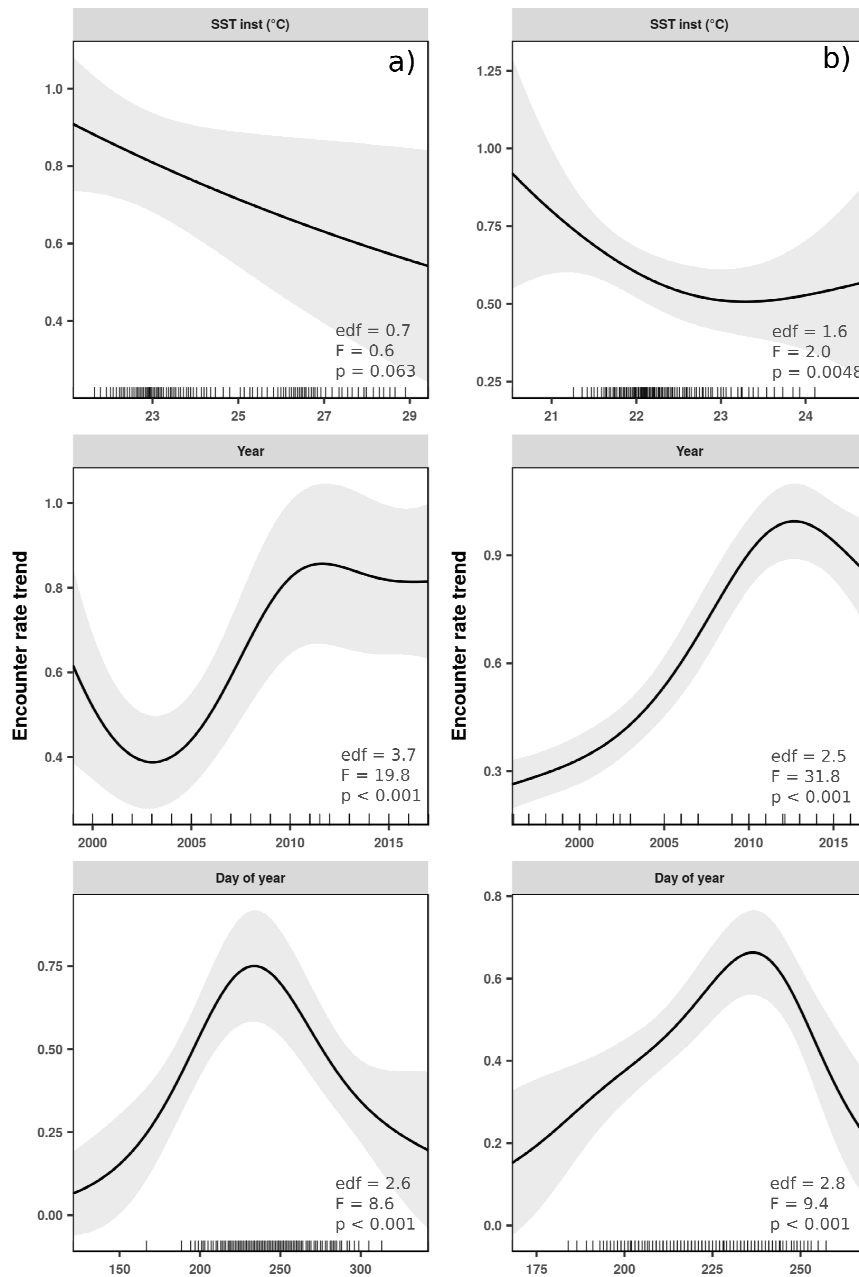 SST inst (°C)
a)
1.0
0.8
0.6
0.4
edf = 0.7
F = 0.6
p = 0.063
23 25 27 29
SST inst (°C)
b)
1.25
1.00
0.75
0.50
0.25
edf = 1.6
F = 2.0
p = 0.0048
21 22 23 24
Year
Encounter rate trend
1.0
0.8
0.6
0.4
edf = 3.7
F = 19.8
p < 0.001
2000 2005 2010 2015
Year
Encounter rate trend
0.9
0.6
0.3
edf = 2.5
F = 31.8
p < 0.001
2000 2005 2010 2015
Day of year
0.75
0.50
0.25
0.00
edf = 2.6
F = 8.6
p < 0.001
150 200 250 300
Day of year
0.8
0.6
0.4
0.2
0.0
edf = 2.8
F = 9.4
p < 0.001
175 200 225 250